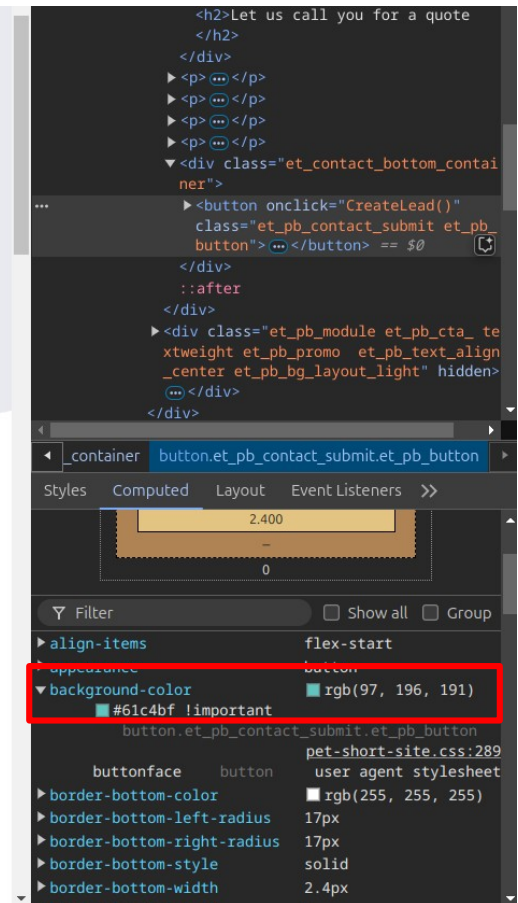 <h2>Let us call you for a quote
</h2>
</div>
▶<p>…</p>
▶<p>…</p>
▶<p>…</p>
▶<p>…</p>
▼<div class="et_contact_bottom_contai
ner">
… ▶<button onclick="CreateLead()"
class="et_pb_contact_submit et_pb_
button">…</button> == $0
</div>
::after
</div>
▶<div class="et_pb_module et_pb_cta_ te
xtweight et_pb_promo  et_pb_text_align
_center et_pb_bg_layout_light" hidden>
…</div>
</div>
_container button.et_pb_contact_submit.et_pb_button
Styles Computed Layout Event Listeners >>
2.400
–
0
Filter Show all Group
▶align-items flex-start
▶appearance button
▼background-color rgb(97, 196, 191)
#61c4bf !important
button.et_pb_contact_submit.et_pb_button
pet-short-site.css:289
buttonface button user agent stylesheet
▶border-bottom-color rgb(255, 255, 255)
▶border-bottom-left-radius 17px
▶border-bottom-right-radius 17px
▶border-bottom-style solid
▶border-bottom-width 2.4px